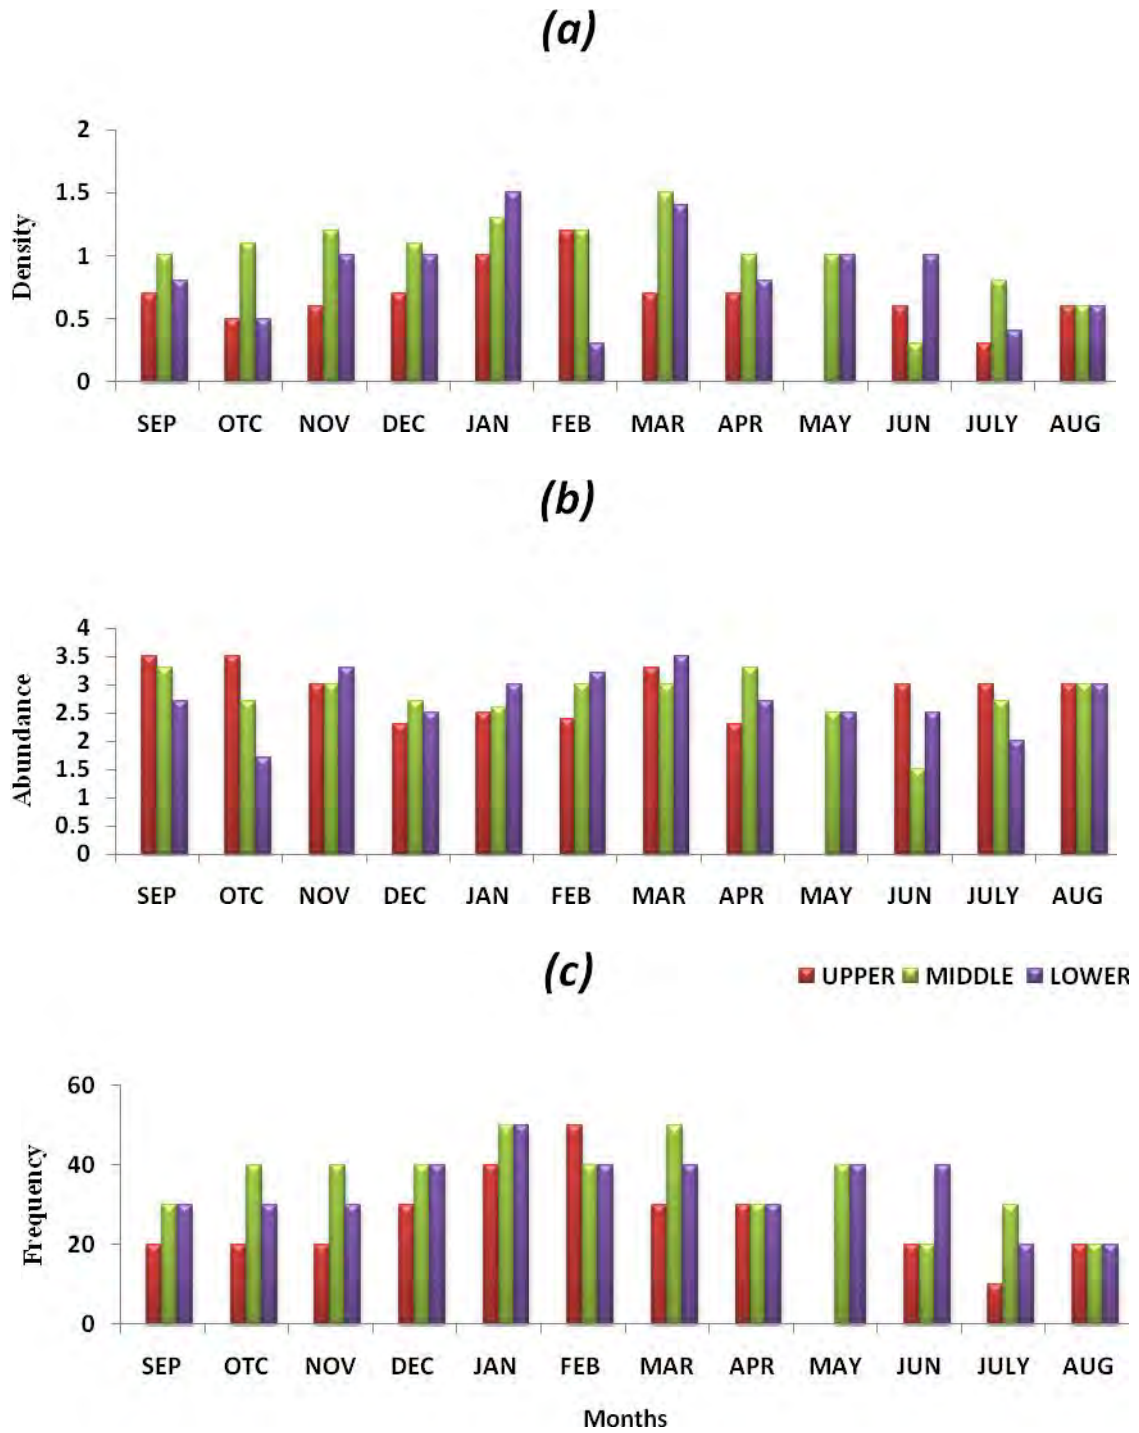 (a)
Density
2
1.5
1
0.5
0
SEP OTC NOV DEC JAN FEB MAR APR MAY JUN JULY AUG
(b)
Abundance
4
3.5
3
2.5
2
1.5
1
0.5
0
SEP OTC NOV DEC JAN FEB MAR APR MAY JUN JULY AUG
(c)
UPPER MIDDLE LOWER
Frequency
60
40
20
0
SEP OTC NOV DEC JAN FEB MAR APR MAY JUN JULY AUG
Months